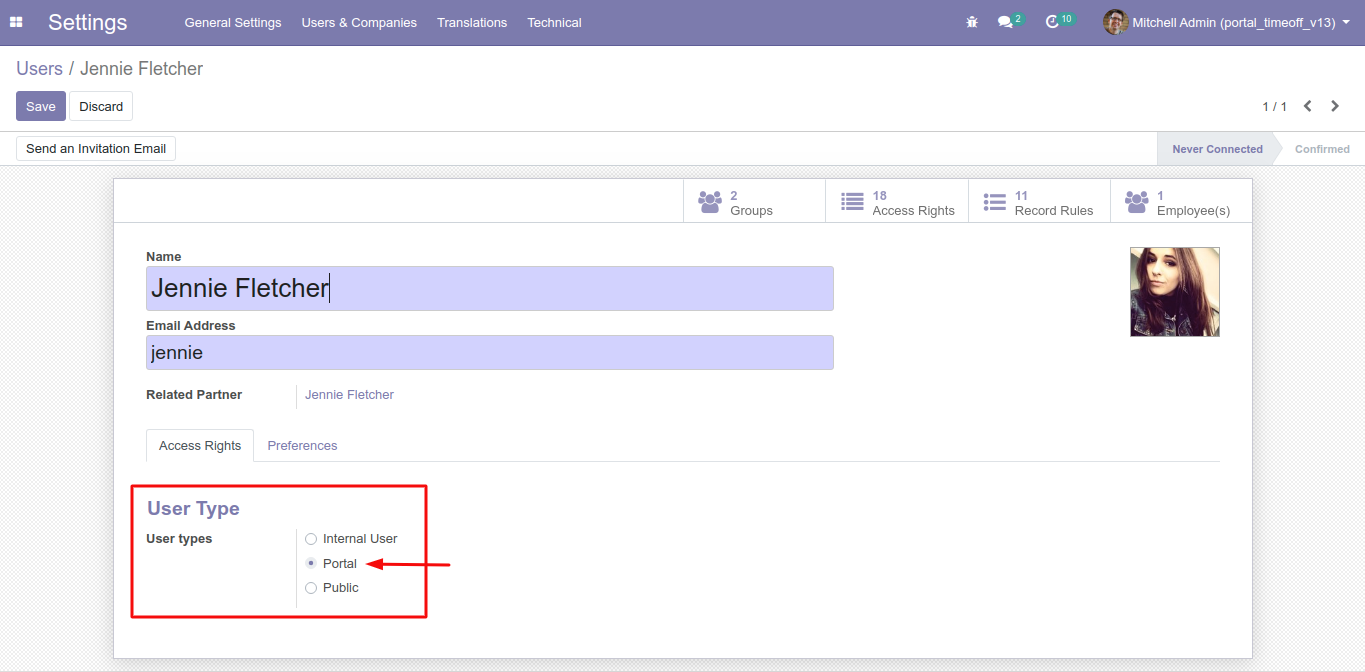 Settings General Settings Users & Companies Translations Technical 2 10 Mitchell Admin (portal_timeoff_v13)
Users / Jennie Fletcher
Save Discard 1 / 1
Send an Invitation Email Never Connected Confirmed
2 18 11 1
Groups Access Rights Record Rules Employee(s)
Name
Jennie Fletcher
Email Address
jennie
Related Partner Jennie Fletcher
Access Rights Preferences
User Type
User types Internal User
Portal
Public